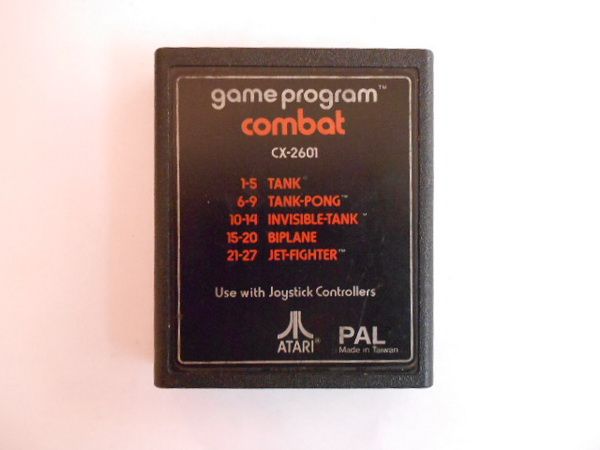 game program™
combat
CX-2601
1-5 TANK™
6-9 TANK-PONG™
10-14 INVISIBLE-TANK™
15-20 BIPLANE
21-27 JET-FIGHTER™
Use with Joystick Controllers
ATARI® PAL
Made in Taiwan